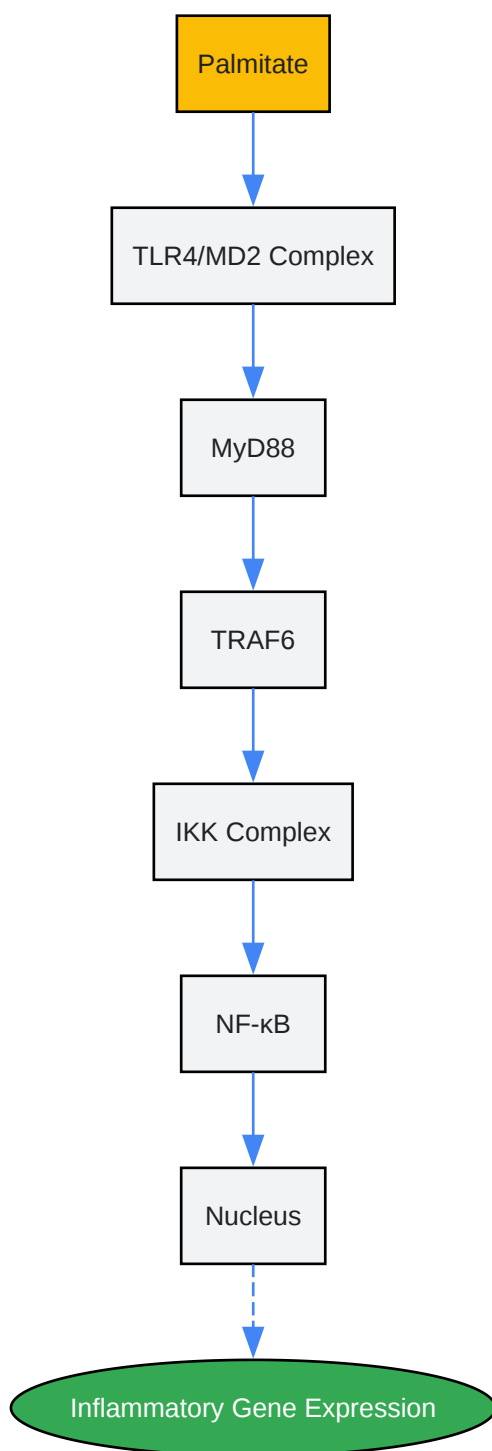 Palmitate
TLR4/MD2 Complex
MyD88
TRAF6
IKK Complex
NF-κB
Nucleus
Inflammatory Gene Expression